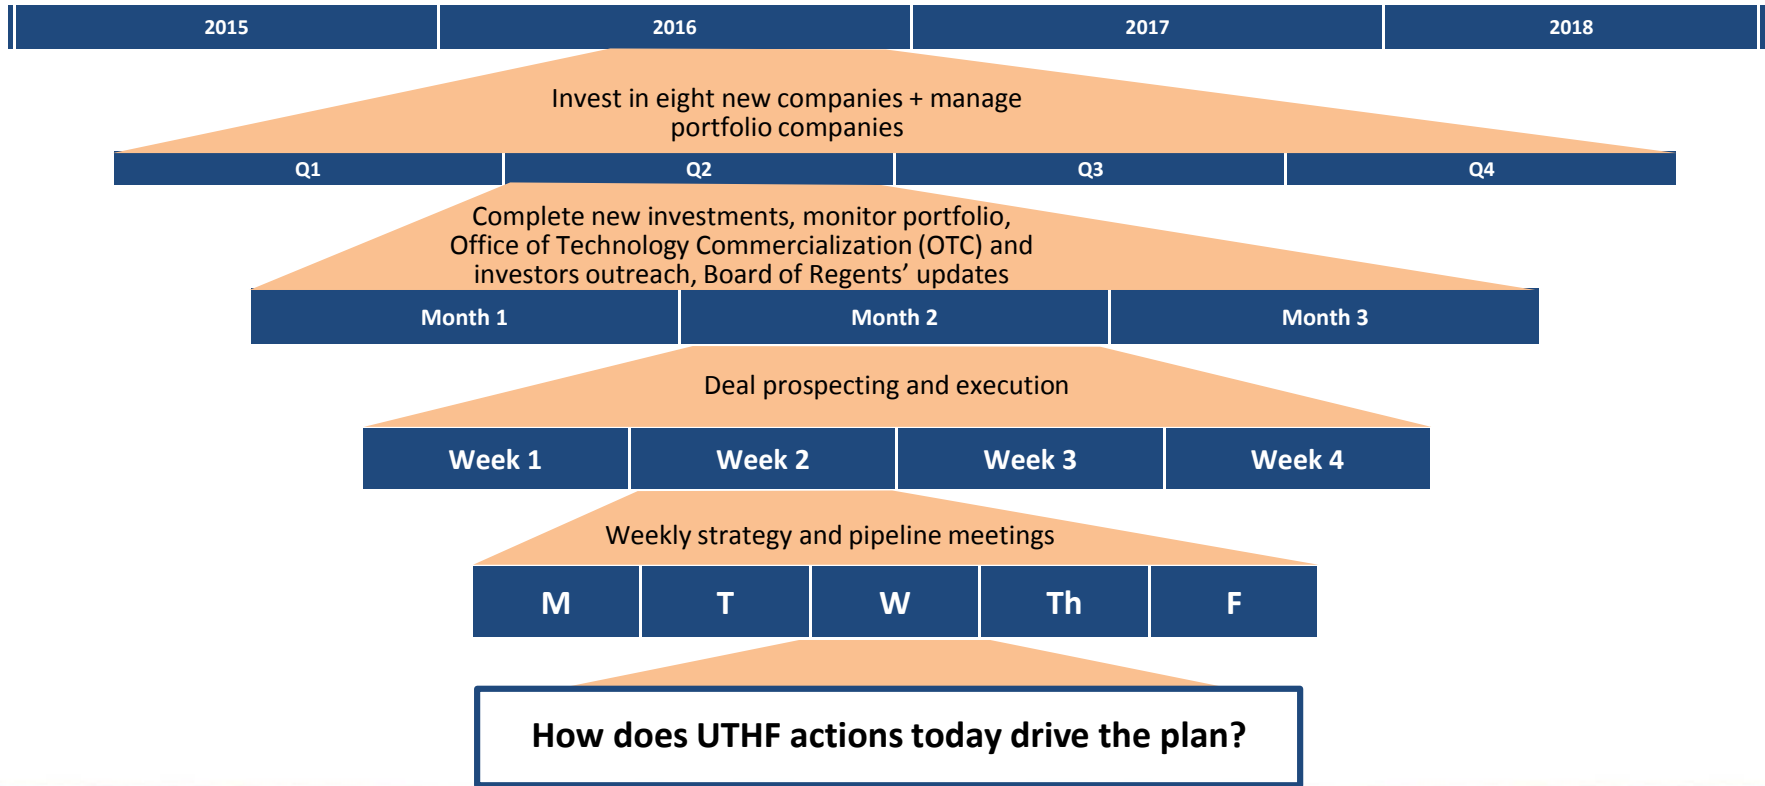 2015 2016 2017 2018
Invest in eight new companies + manage
portfolio companies
Q1 Q2 Q3 Q4
Complete new investments, monitor portfolio,
Office of Technology Commercialization (OTC) and
investors outreach, Board of Regents’ updates
Month 1 Month 2 Month 3
Deal prospecting and execution
Week 1 Week 2 Week 3 Week 4
Weekly strategy and pipeline meetings
M T W Th F
How does UTHF actions today drive the plan?